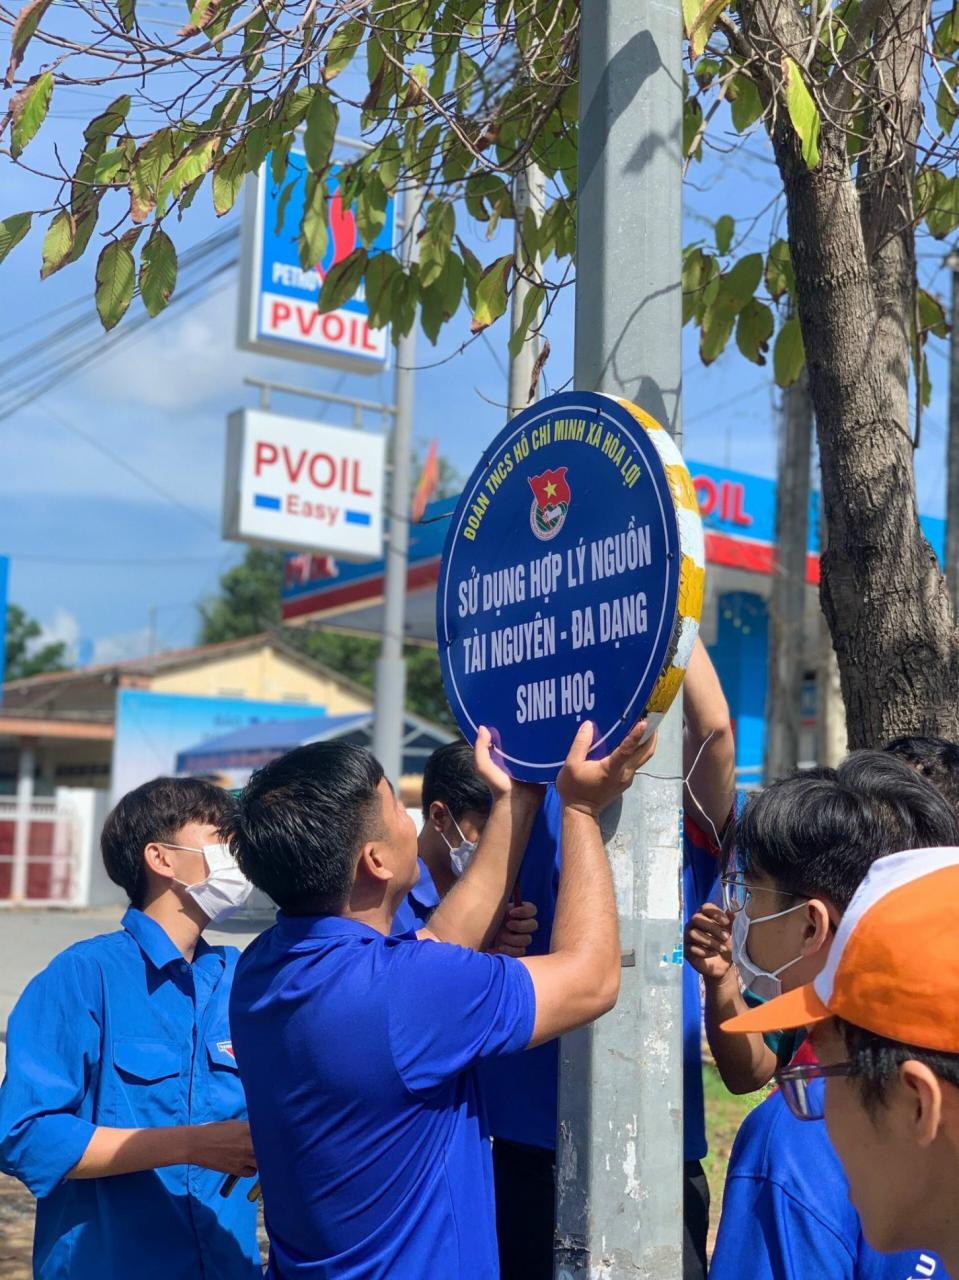 PVOIL
PVOIL
Easy
OIL
ĐOÀN TNCS HỒ CHÍ MINH XÃ HÒA LỢI
SỬ DỤNG HỢP LÝ NGUỒN
TÀI NGUYÊN - ĐA DẠNG
SINH HỌC